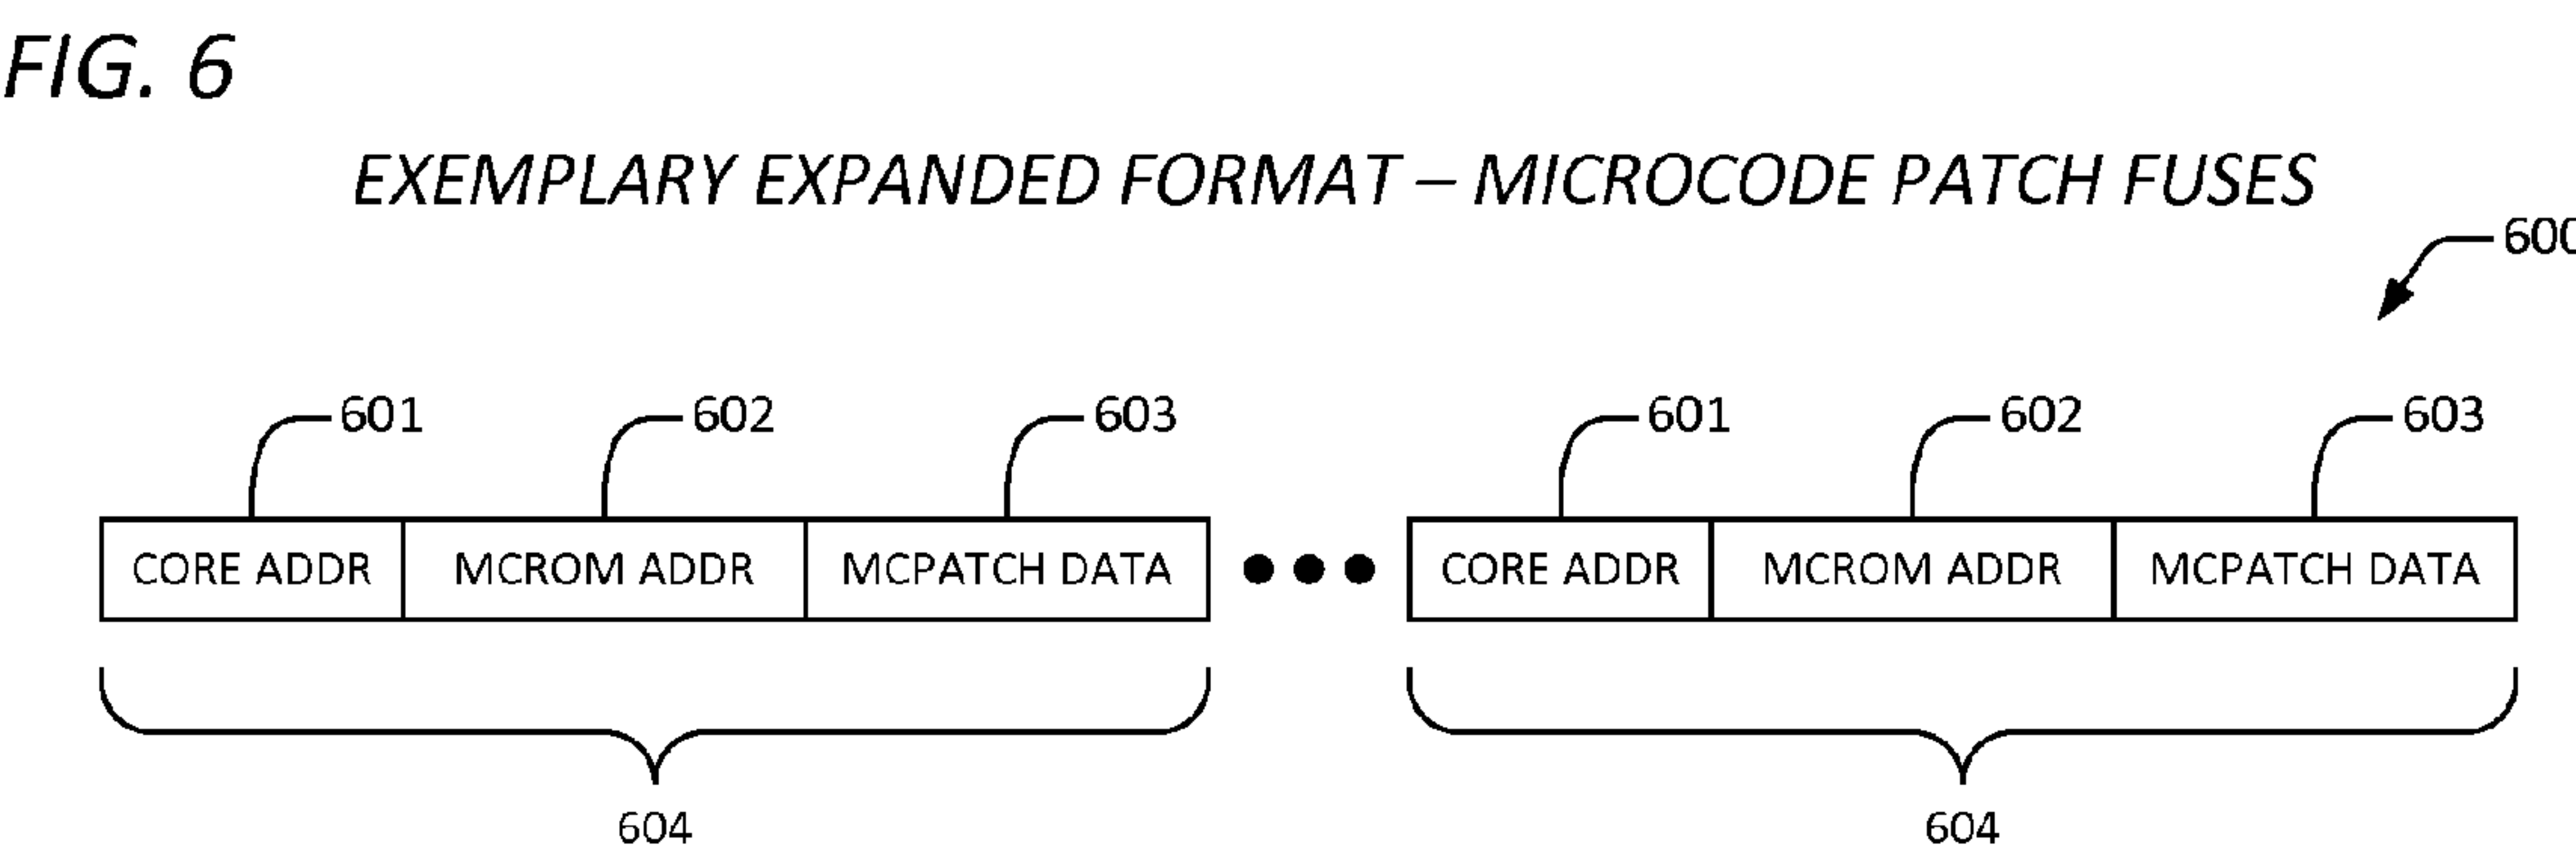 FIG. 6
EXEMPLARY EXPANDED FORMAT – MICROCODE PATCH FUSES
600
601 602 603 601 602 603
CORE ADDR MCROM ADDR MCPATCH DATA CORE ADDR MCROM ADDR MCPATCH DATA
604 604